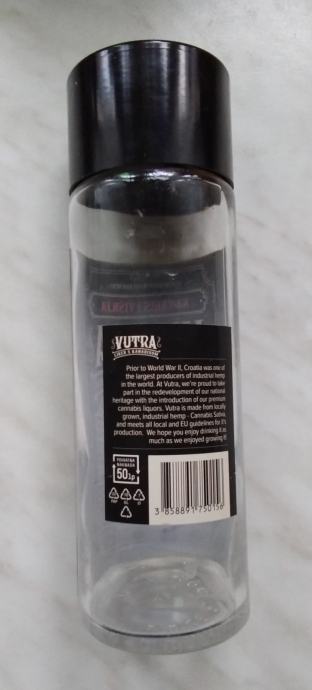 VUTRA
LIKER S KANABISOM
Prior to World War II, Croatia was one of
the largest producers of industrial hemp
in the world. At Vutra, we're proud to take
part in the redevelopment of our national
heritage with the introduction of our premium
cannabis liquors. Vutra is made from locally
grown, industrial hemp - Cannabis Sativa,
and meets all local and EU guidelines for it's
production. We hope you enjoy drinking it as
much as we enjoyed growing it!
POVRATNA
NAKNADA
50lp
3 858891 750156